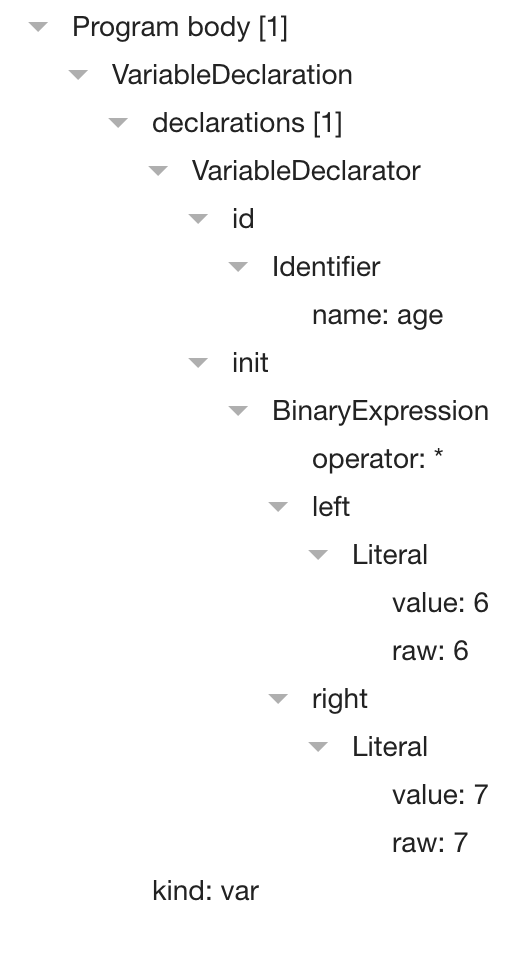 Program body [1]
VariableDeclaration
declarations [1]
VariableDeclarator
id
Identifier
name: age
init
BinaryExpression
operator: *
left
Literal
value: 6
raw: 6
right
Literal
value: 7
raw: 7
kind: var